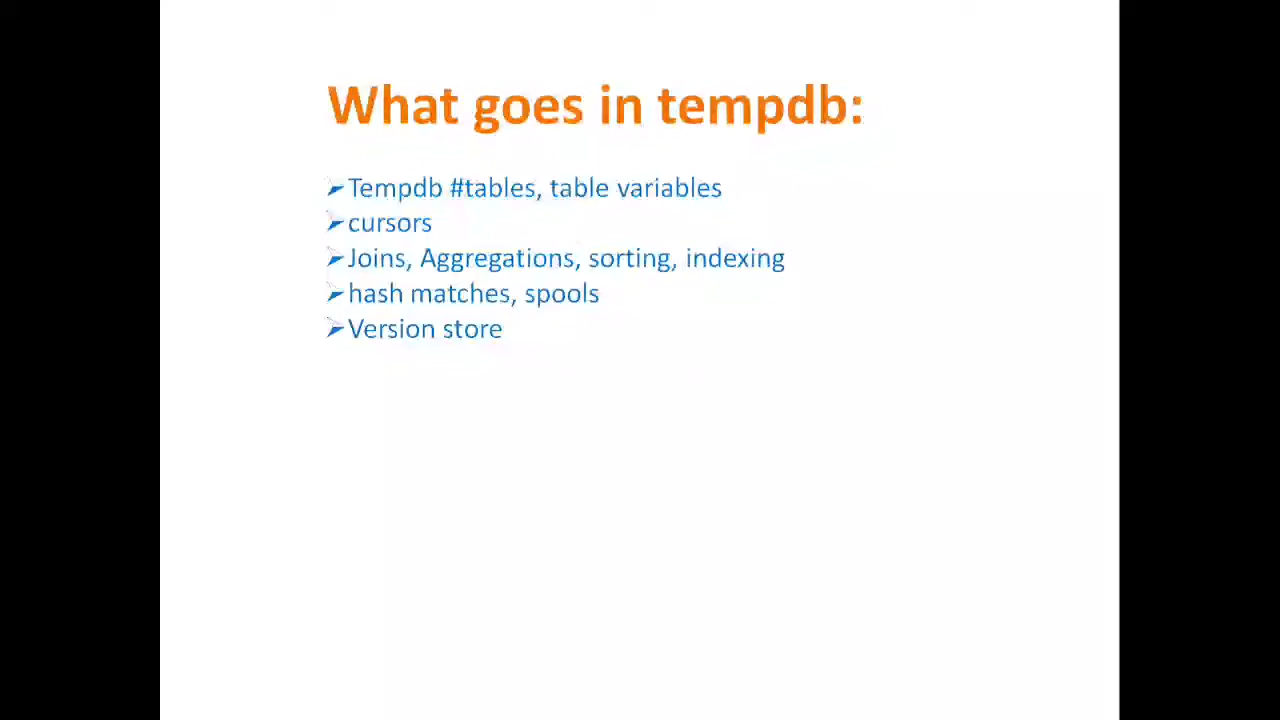 What goes in tempdb:
➢Tempdb #tables, table variables
➢cursors
➢Joins, Aggregations, sorting, indexing
➢hash matches, spools
➢Version store